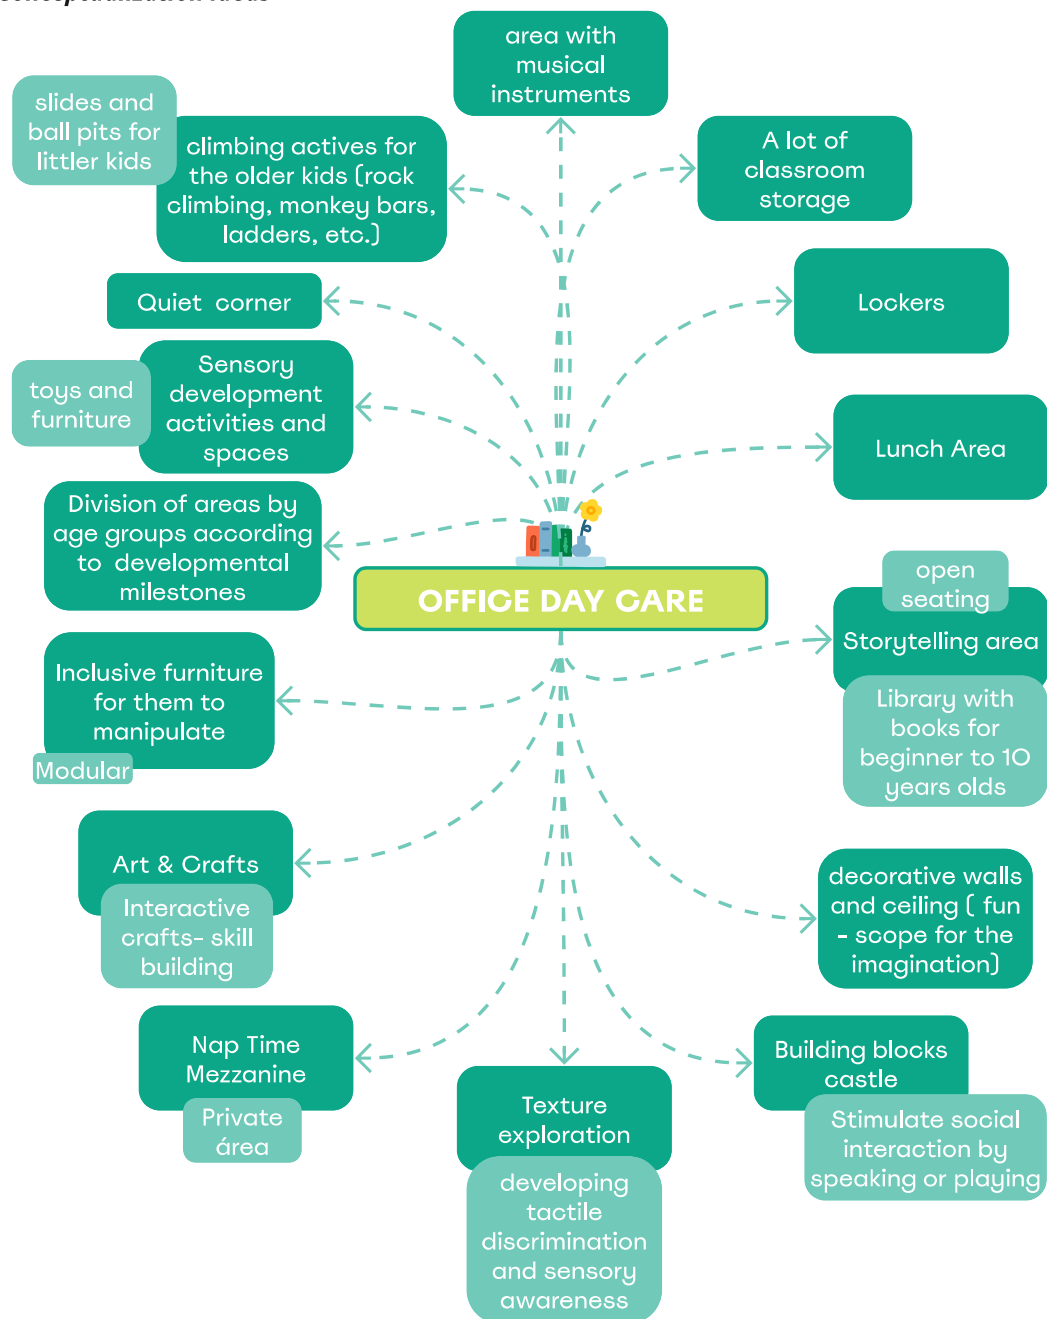 area with
musical
instruments
slides and
ball pits for
littler kids
climbing actives for
the older kids (rock
climbing, monkey bars,
ladders, etc.)
A lot of
classroom
storage
Quiet corner
Lockers
toys and
furniture
Sensory
development
activities and
spaces
Lunch Area
Division of areas by
age groups according
to developmental
milestones
OFFICE DAY CARE
open
seating
Storytelling area
Library with
books for
beginner to 10
years olds
Inclusive furniture
for them to
manipulate
Modular
Art & Crafts
Interactive
crafts- skill
building
decorative walls
and ceiling ( fun
- scope for the
imagination)
Nap Time
Mezzanine
Private
área
Texture
exploration
developing
tactile
discrimination
and sensory
awareness
Building blocks
castle
Stimulate social
interaction by
speaking or playing